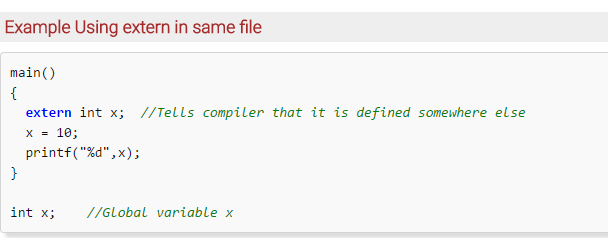 Example Using extern in same file
main()
{
extern int x;  //Tells compiler that it is defined somewhere else
x = 10;
printf("%d",x);
}
int x;    //Global variable x